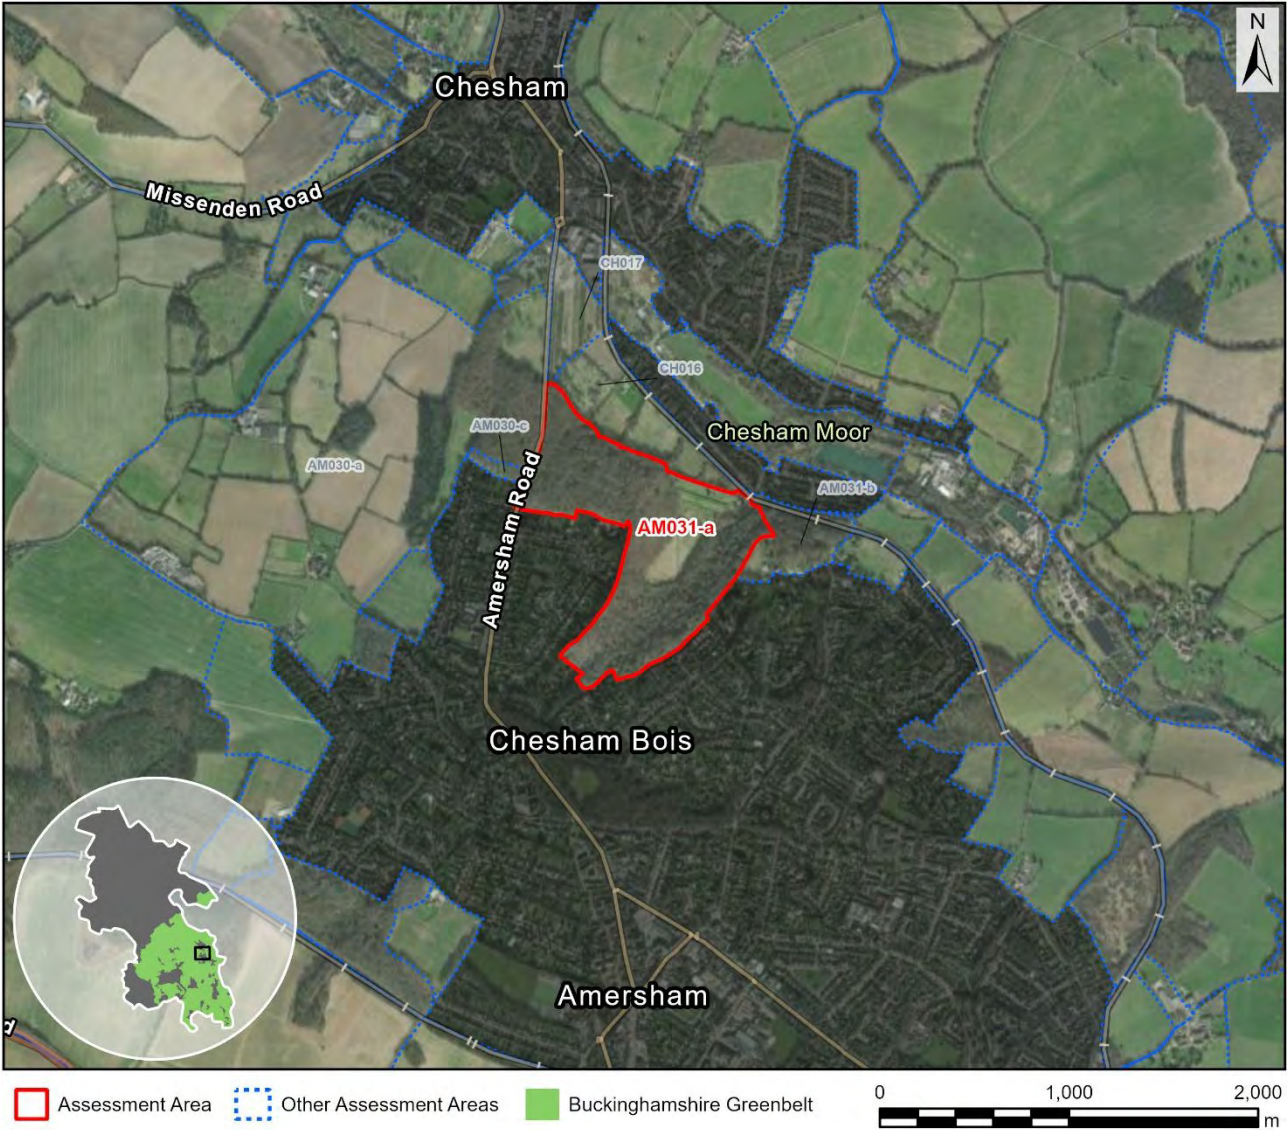 N
Chesham
Missenden Road
CH017
CH016
AM030-c
Chesham Moor
AM030-a
AM031-b
AM031-a
Amersham Road
Chesham Bois
Amersham
d
Assessment Area
Other Assessment Areas
Buckinghamshire Greenbelt
0 1,000 2,000
m